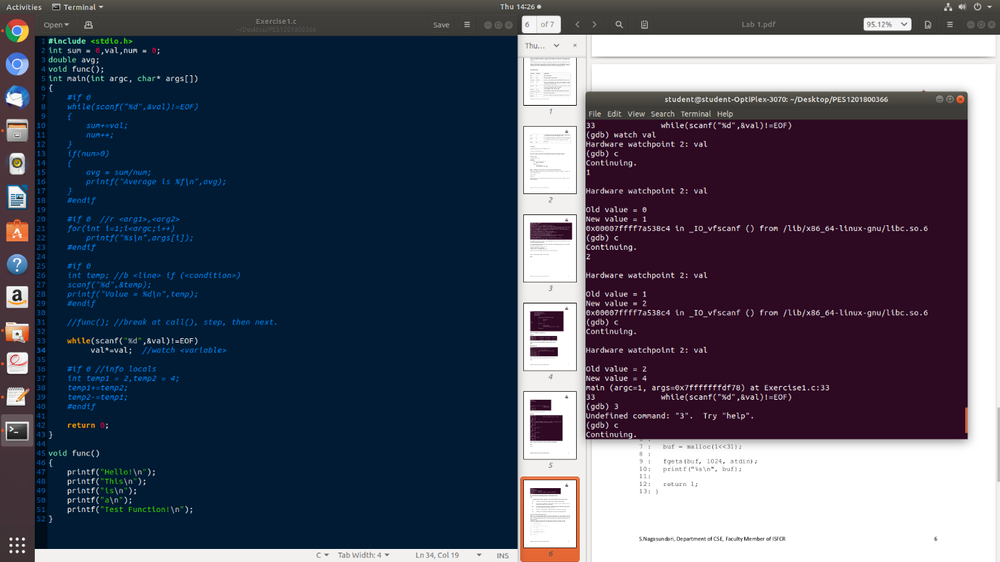 Activities Terminal Thu 14:26
Open Exercise1.c Save
~/Desktop/PES1201800366
6 of 7 Lab 1.pdf 95.12%
Thu...
1 #include <stdio.h>
2 int sum = 0,val,num = 0;
3 double avg;
4 void func();
5 int main(int argc, char* args[])
6 {
7 #if 0
8 while(scanf("%d",&val)!=EOF)
9 {
10 sum+=val;
11 num++;
12 }
13 if(num>0)
14 {
15 avg = sum/num;
16 printf("Average is %f\n",avg);
17 }
18 #endif
19
20 #if 0 //r <arg1>,<arg2>
21 for(int i=1;i<argc;i++)
22 printf("%s\n",args[i]);
23 #endif
24
25 #if 0
26 int temp; //b <line> if (<condition>)
27 scanf("%d",&temp);
28 printf("Value = %d\n",temp);
29 #endif
30
31 //func(); //break at call(), step, then next.
32
33 while(scanf("%d",&val)!=EOF)
34 val*=val; //watch <variable>
35
36 #if 0 //info locals
37 int temp1 = 2,temp2 = 4;
38 temp1+=temp2;
39 temp2-=temp1;
40 #endif
41
42 return 0;
43 }
44
45 void func()
46 {
47 printf("Hello!\n");
48 printf("This\n");
49 printf("is\n");
50 printf("a\n");
51 printf("Test Function!\n");
52 }
C Tab Width: 4 Ln 34, Col 19 INS
1
2
3
4
5
6
student@student-OptiPlex-3070: ~/Desktop/PES1201800366
File Edit View Search Terminal Help
33 while(scanf("%d",&val)!=EOF)
(gdb) watch val
Hardware watchpoint 2: val
(gdb) c
Continuing.
1
Hardware watchpoint 2: val
Old value = 0
New value = 1
0x00007ffff7a538c4 in _IO_vfscanf () from /lib/x86_64-linux-gnu/libc.so.6
(gdb) c
Continuing.
2
Hardware watchpoint 2: val
Old value = 1
New value = 2
0x00007ffff7a538c4 in _IO_vfscanf () from /lib/x86_64-linux-gnu/libc.so.6
(gdb) c
Continuing.
Hardware watchpoint 2: val
Old value = 2
New value = 4
main (argc=1, args=0x7fffffffdf78) at Exercise1.c:33
33 while(scanf("%d",&val)!=EOF)
(gdb) 3
Undefined command: "3". Try "help".
(gdb) c
Continuing.
7 : buf = malloc(1<<31);
8 :
9 : fgets(buf, 1024, stdin);
10: printf("%s\n", buf);
11:
12: return 1;
13: }
S.Nagasundari, Department of CSE, Faculty Member of ISFCR 6